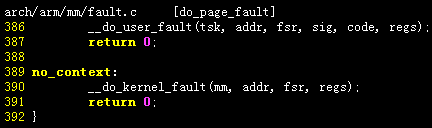 arch/arm/mm/fault.c [do_page_fault]
386 __do_user_fault(tsk, addr, fsr, sig, code, regs);
387 return 0;
388
389 no_context:
390 __do_kernel_fault(mm, addr, fsr, regs);
391 return 0;
392 }